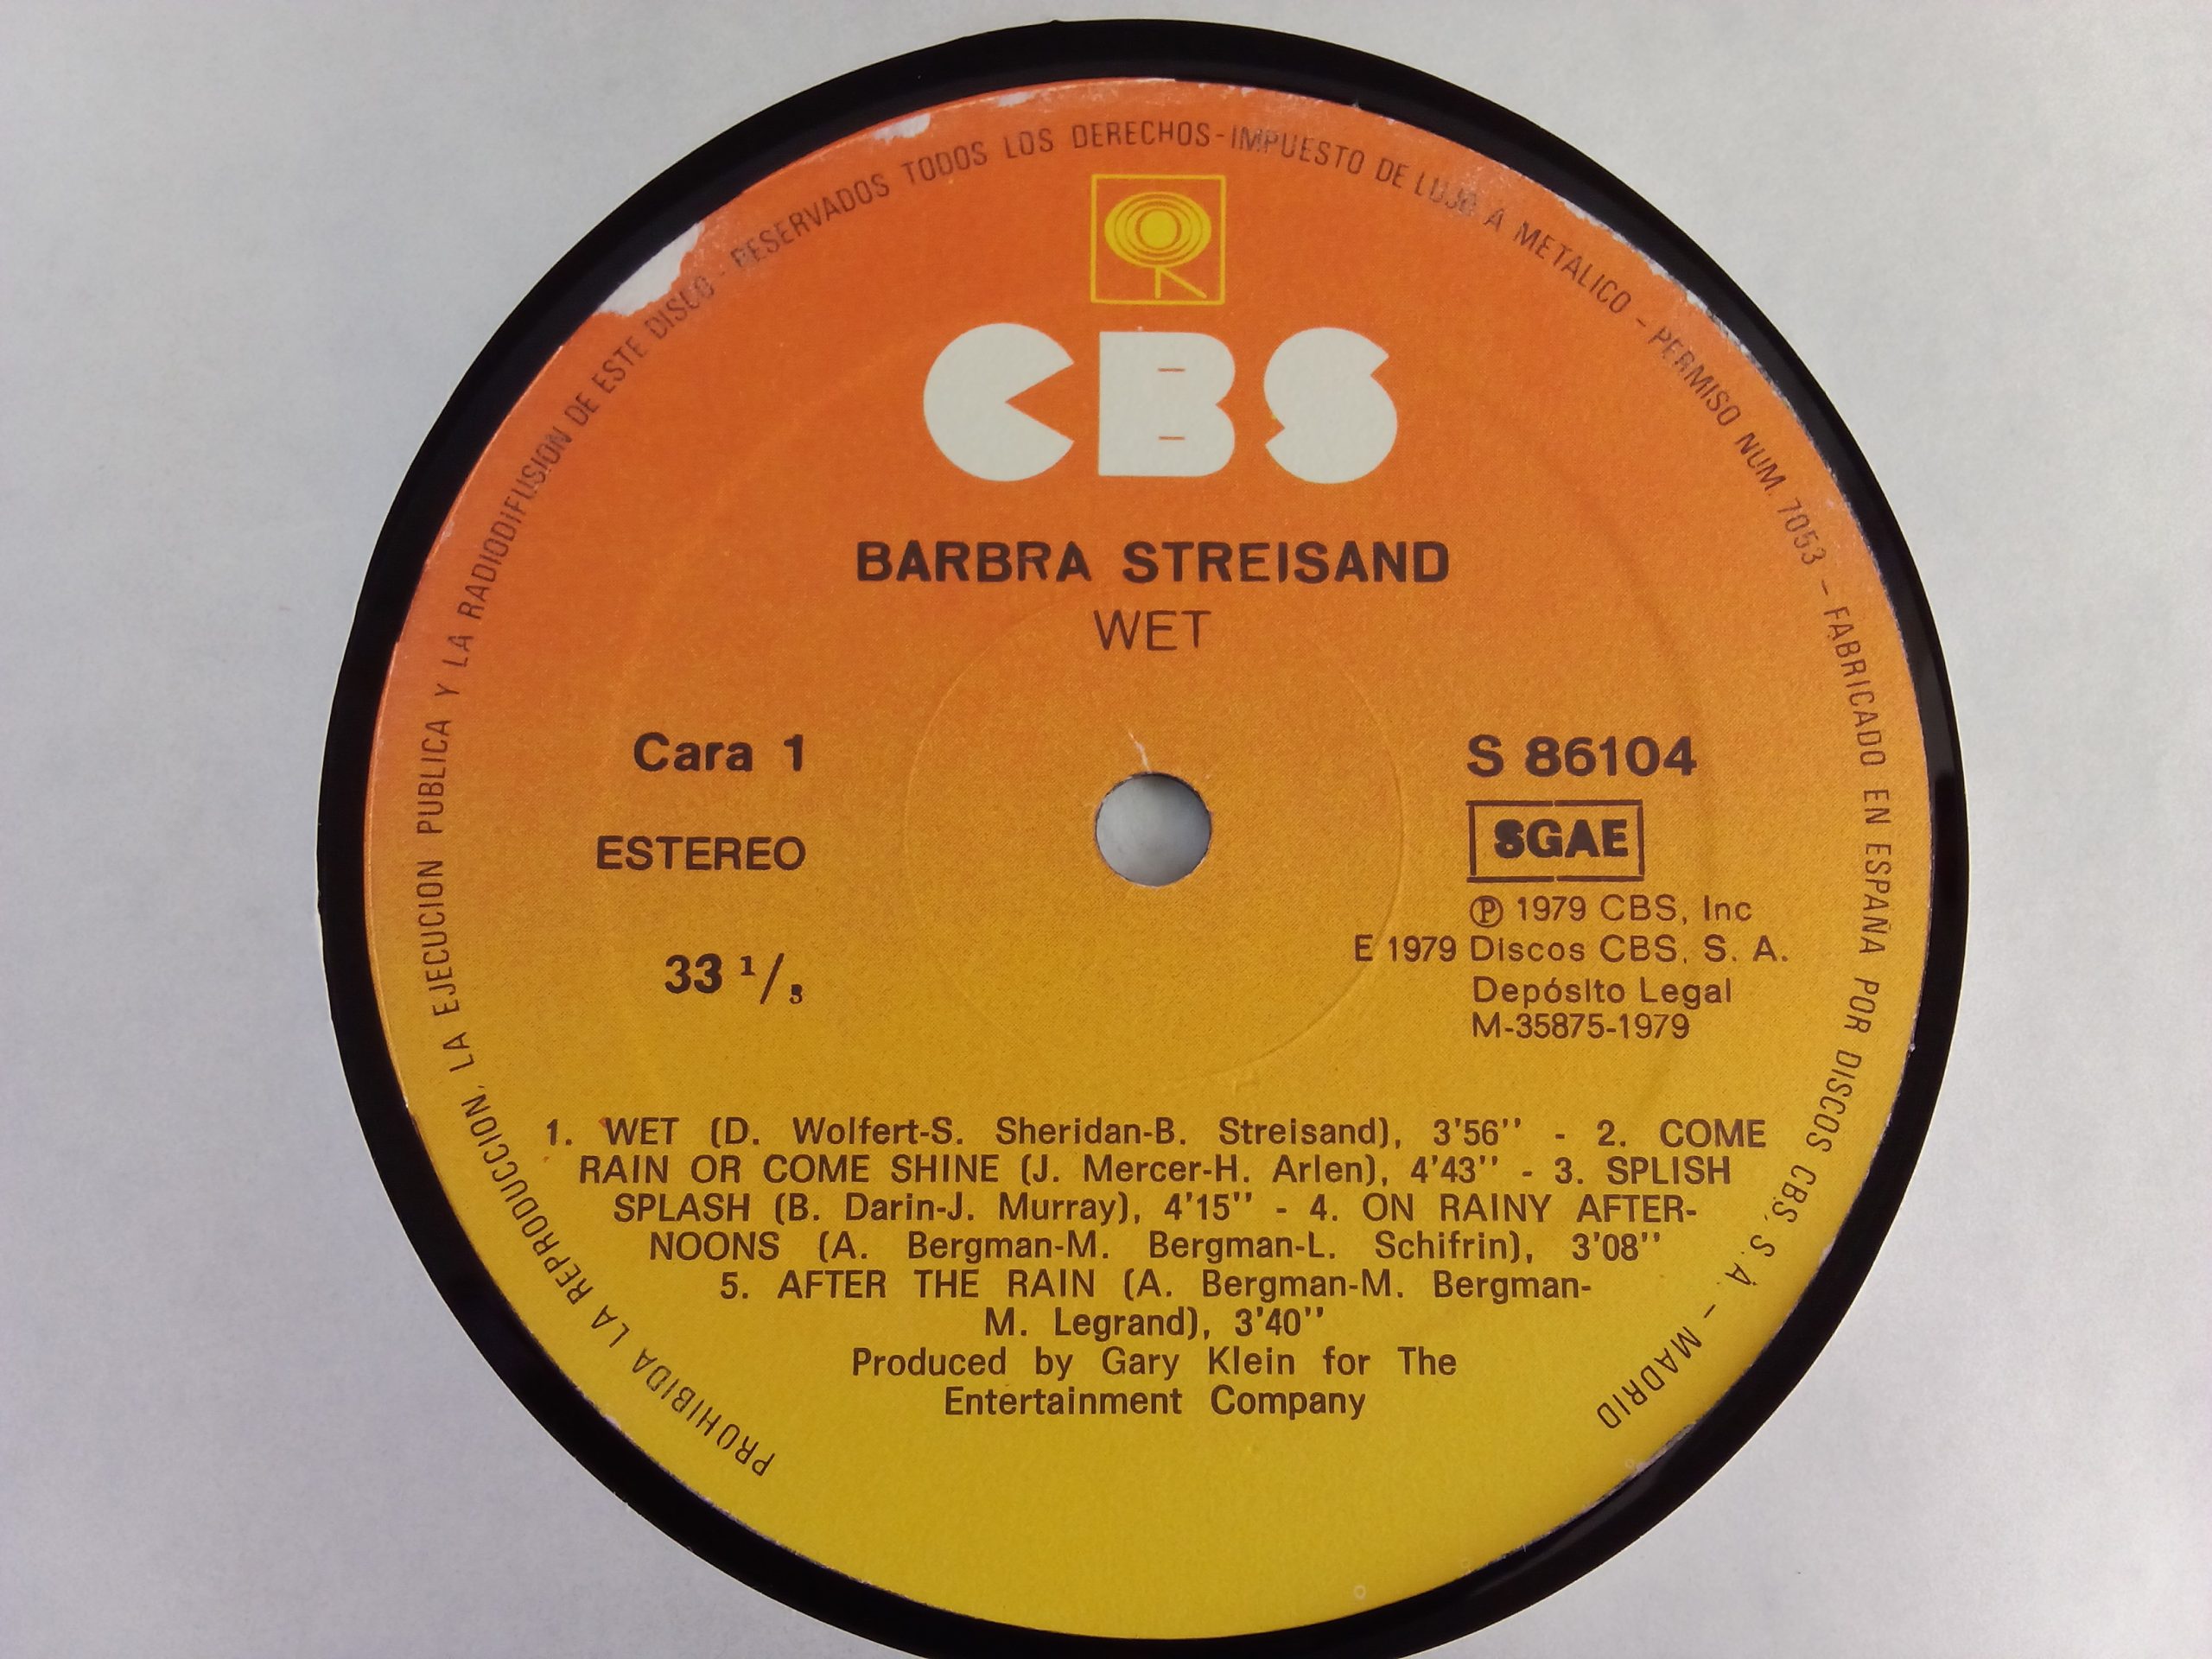 PROHIBIDA LA REPRODUCCION, LA EJECUCION PUBLICA Y LA RADIODIFUSION DE ESTE DISCO - RESERVADOS TODOS LOS DERECHOS - IMPUESTO DE LUJO A METALICO - PERMISO NUM. 7053 - FABRICADO EN ESPAÑA POR DISCOS CBS, S. A. - MADRID
CBS
BARBRA STREISAND
WET
Cara 1
ESTEREO
33 1/3
S 86104
SGAE
Ⓟ 1979 CBS, Inc
E 1979 Discos CBS, S. A.
Depósito Legal
M-35875-1979
1. WET (D. Wolfert-S. Sheridan-B. Streisand), 3'56'' - 2. COME
RAIN OR COME SHINE (J. Mercer-H. Arlen), 4'43'' - 3. SPLISH
SPLASH (B. Darin-J. Murray), 4'15'' - 4. ON RAINY AFTER-
NOONS (A. Bergman-M. Bergman-L. Schifrin), 3'08''
5. AFTER THE RAIN (A. Bergman-M. Bergman-
M. Legrand), 3'40''
Produced by Gary Klein for The
Entertainment Company